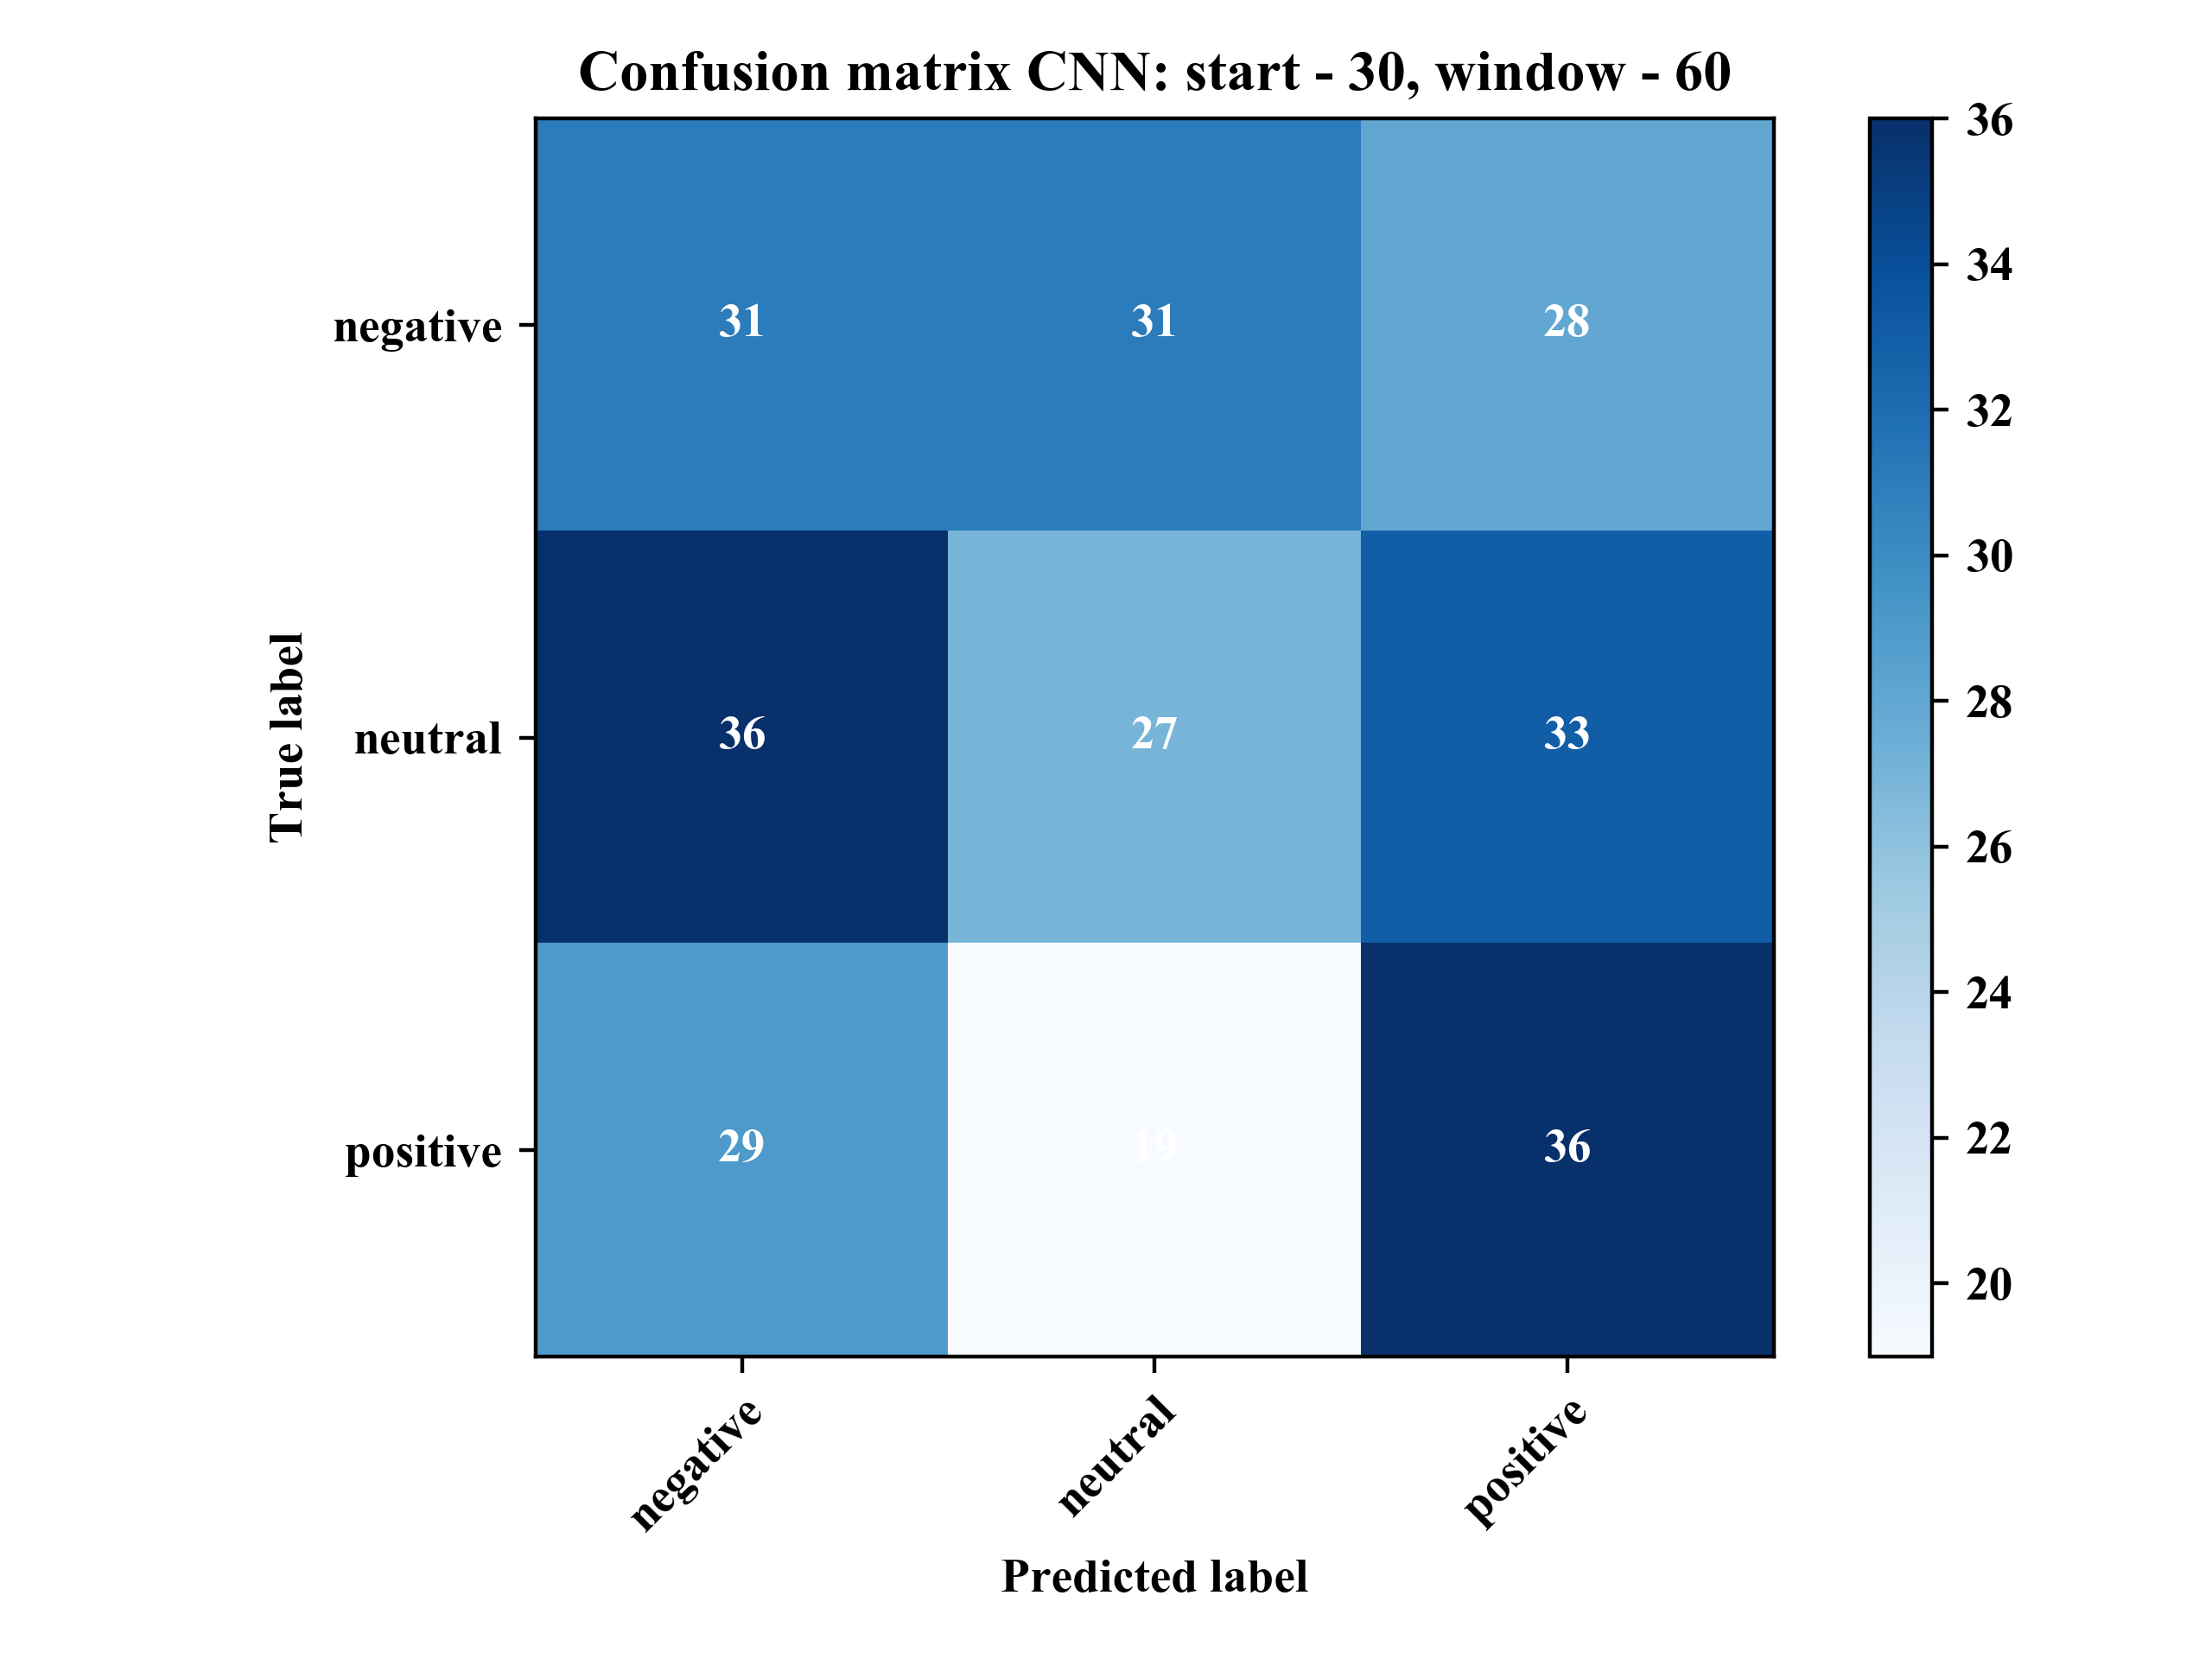 Confusion matrix CNN: start - 30, window - 60
36
34
32
30
28
26
24
22
20
True label
negative
31 31 28
neutral
36 27 33
positive
29 19 36
negative neutral positive
Predicted label